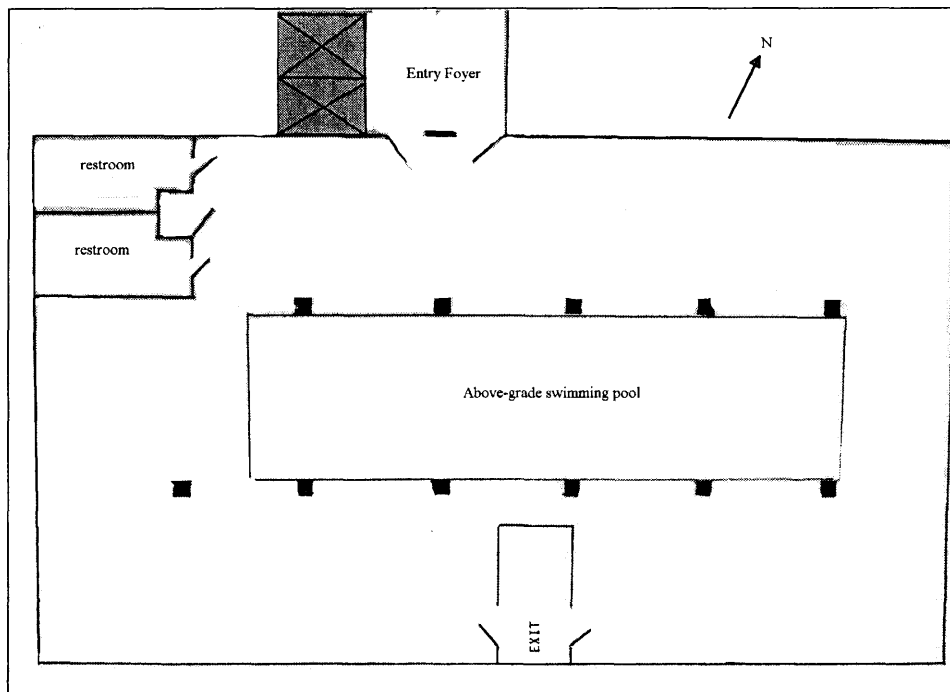 Entry Foyer
N
restroom
restroom
Above-grade swimming pool
EXIT